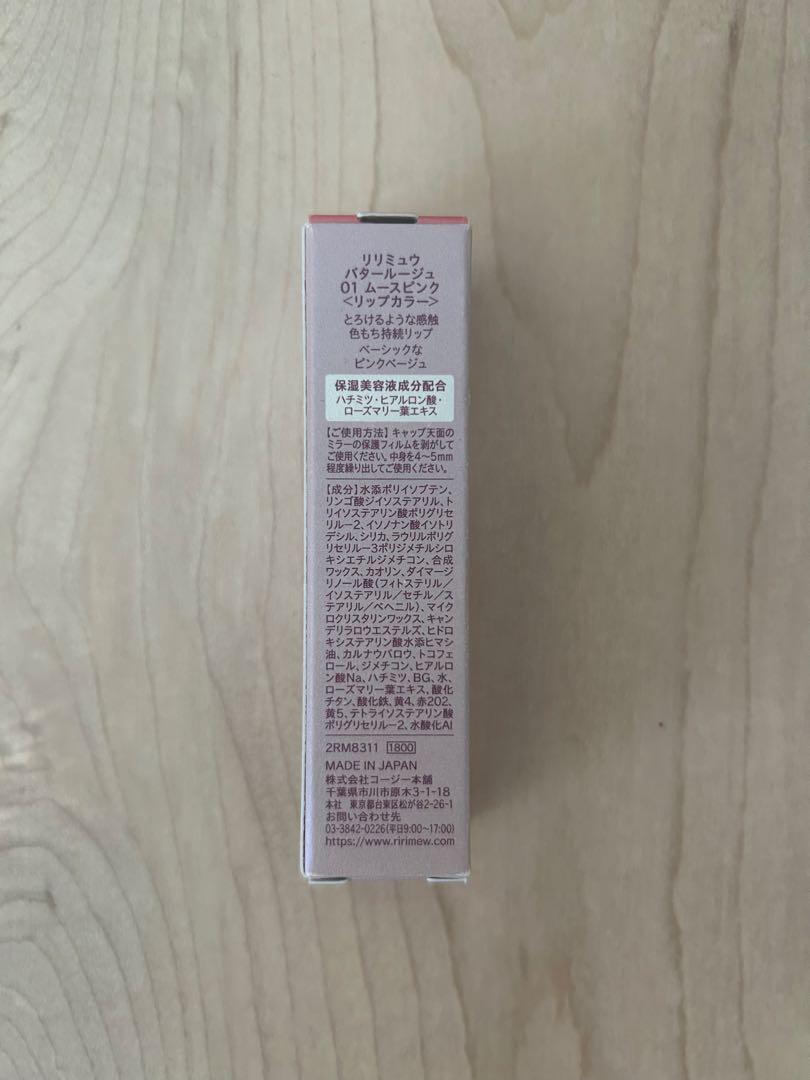 リリミュウ
バタールージュ
01 ムースピンク
<リップカラー>
とろけるような感触
色もち持続リップ
ベーシックな
ピンクベージュ
保湿美容液成分配合
ハチミツ・ヒアルロン酸・
ローズマリー葉エキス
【ご使用方法】キャップ天面の
ミラーの保護フィルムを剥がして
ご使用ください。中身を4〜5mm
程度繰り出してご使用ください。
【成分】水添ポリイソブテン、
リンゴ酸ジイソステアリル、ト
リイソステアリン酸ポリグリセ
リル−2、イソノナン酸イソトリ
デシル、シリカ、ラウリルポリグ
リセリル−3ポリジメチルシロ
キシエチルジメチコン、合成
ワックス、カオリン、ダイマージ
リノール酸(フィトステリル/
イソステアリル/セチル/ス
テアリル/ベヘニル)、マイク
ロクリスタリンワックス、キャン
デリラロウエステルズ、ヒドロ
キシステアリン酸水添ヒマシ
油、カルナウバロウ、トコフェ
ロール、ジメチコン、ヒアルロ
ン酸Na、ハチミツ、BG、水、
ローズマリー葉エキス、酸化
チタン、酸化鉄、黄4、赤202、
黄5、テトライソステアリン酸
ポリグリセリル−2、水酸化Al
2RM8311 1800
MADE IN JAPAN
株式会社コージー本舗
千葉県市川市原木3-1-18
本社 東京都台東区松が谷2-26-1
お問い合わせ先
03-3842-0226(平日9:00〜17:00)
https://www.ririmew.com